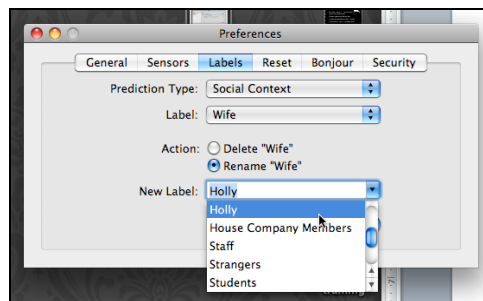 Preferences
General Sensors Labels Reset Bonjour Security
Prediction Type: Social Context
Label: Wife
Action: Delete "Wife"
Rename "Wife"
New Label: Holly
Holly
House Company Members
Staff
Strangers
Students
training